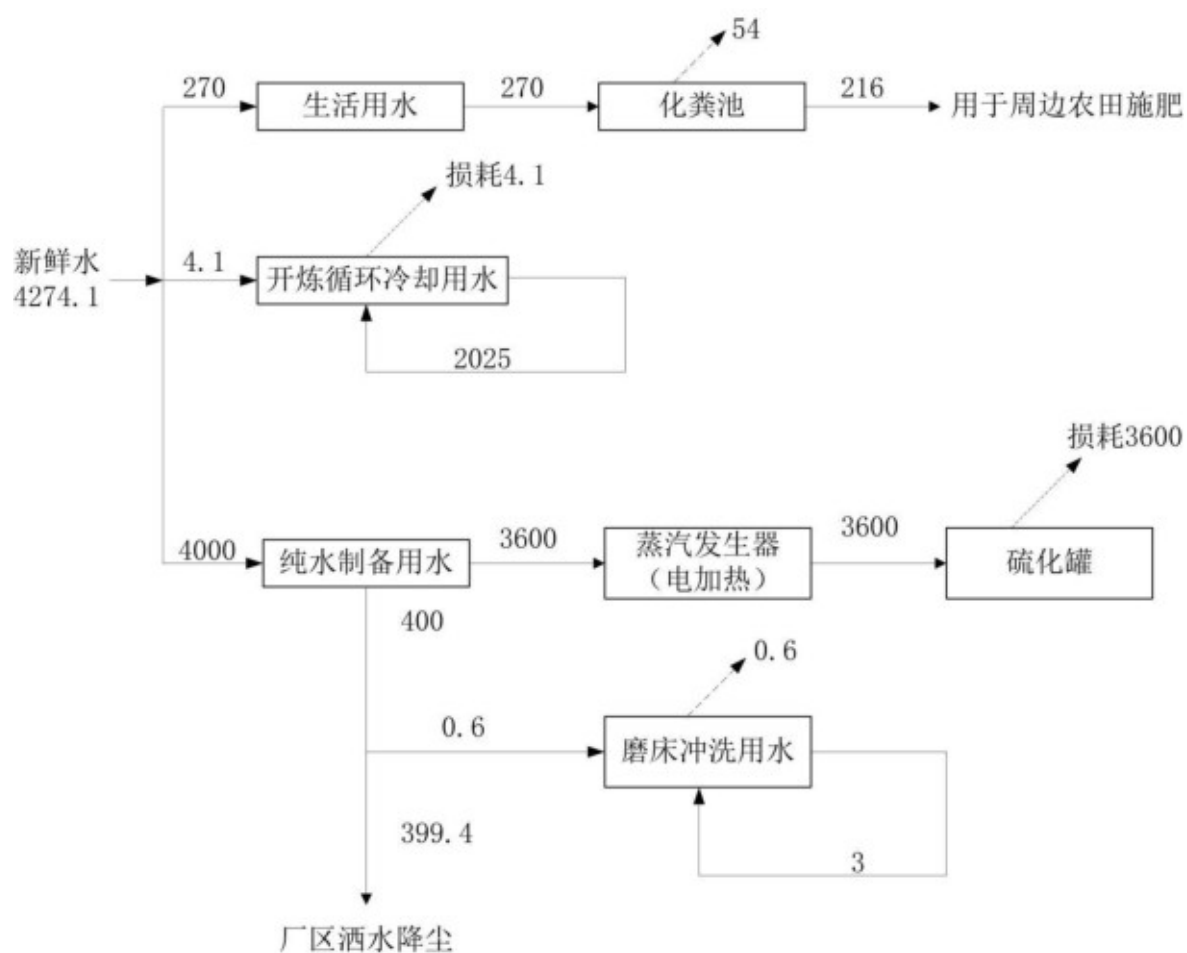 54
270
生活用水
270
化粪池
216
用于周边农田施肥
损耗4.1
新鲜水
4274.1
4.1
开炼循环冷却用水
2025
损耗3600
4000
纯水制备用水
3600
蒸汽发生器
（电加热）
3600
硫化罐
400
0.6
0.6
磨床冲洗用水
399.4
3
厂区洒水降尘